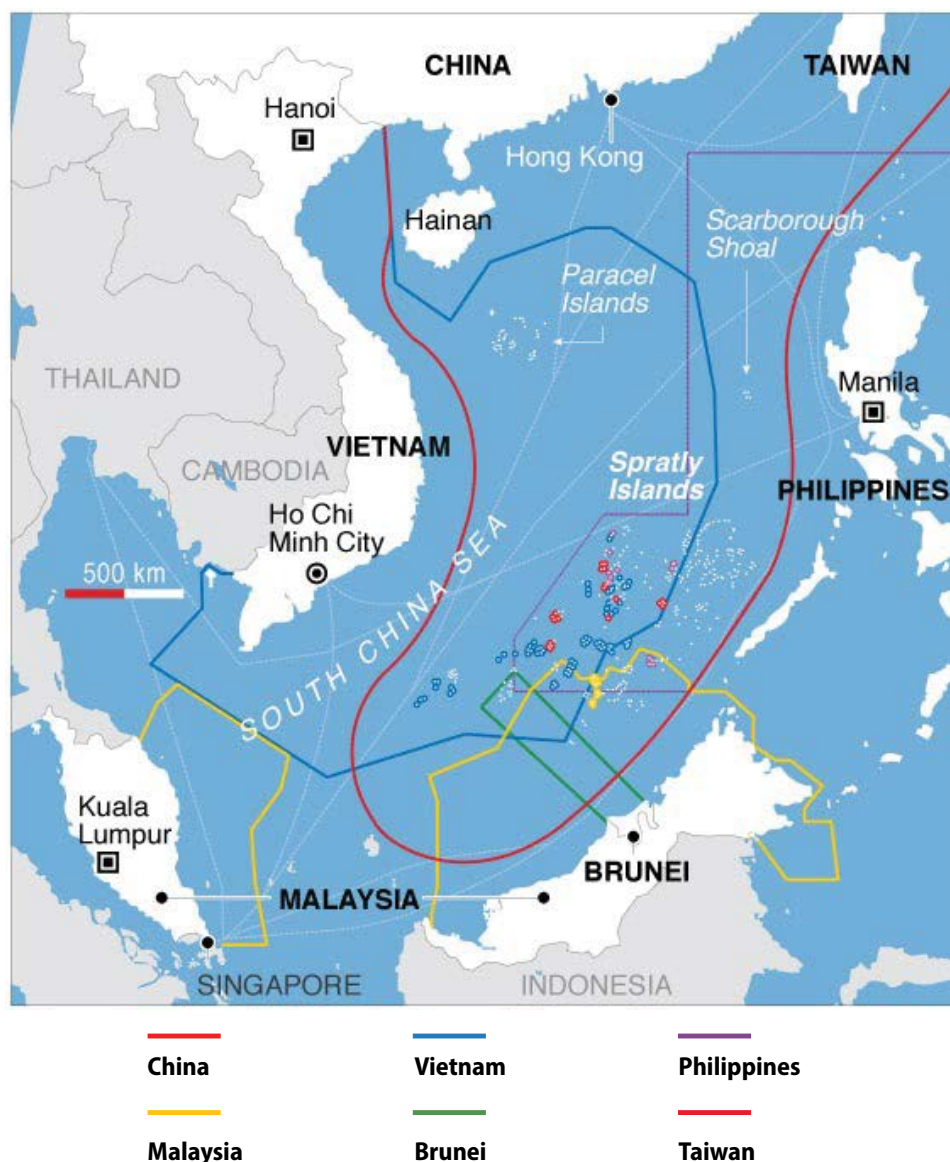 CHINA
TAIWAN
Hanoi
Hong Kong
Hainan
Scarborough
Shoal
Paracel
Islands
THAILAND
Manila
VIETNAM
CAMBODIA
Spratly
Islands
PHILIPPINES
Ho Chi
Minh City
500 km
SOUTH CHINA SEA
Kuala
Lumpur
BRUNEI
MALAYSIA
SINGAPORE
INDONESIA
China
Vietnam
Philippines
Malaysia
Brunei
Taiwan